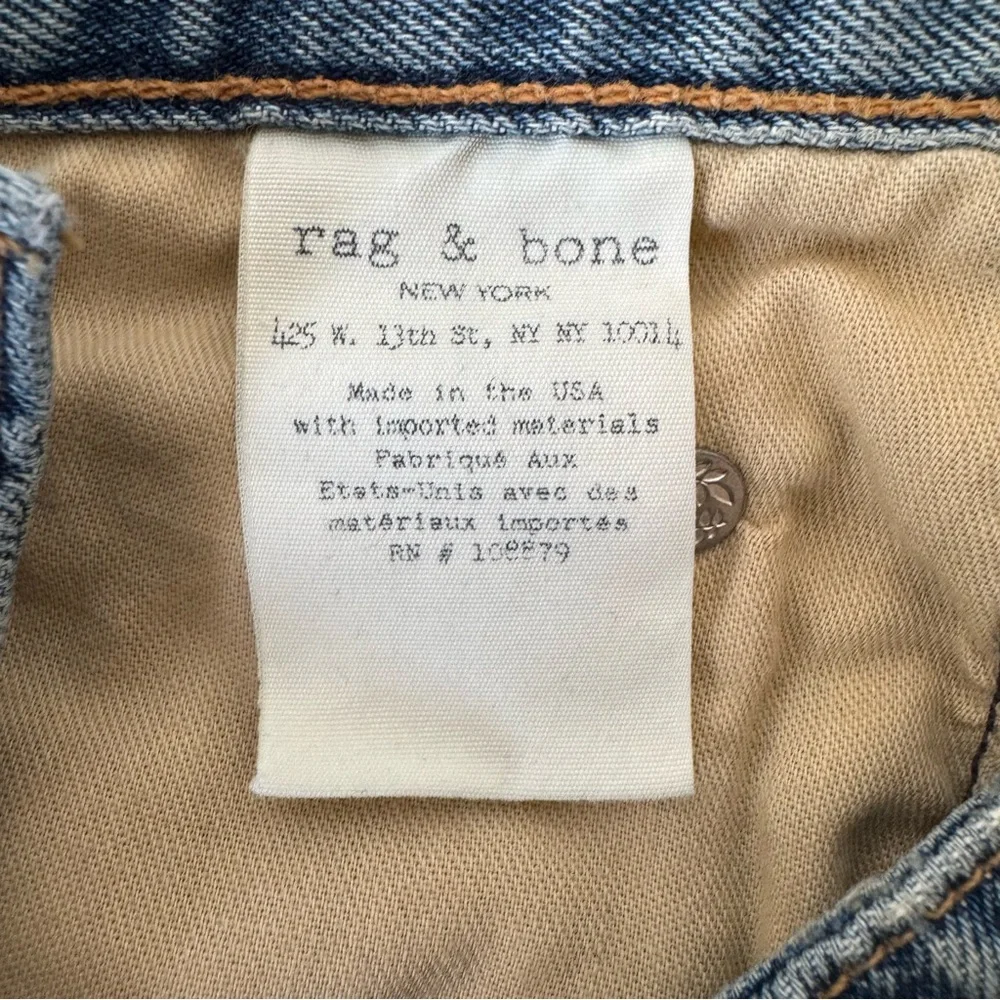 rag & bone
NEW YORK
425 W. 13th St, NY NY 10014
Made in the USA
with imported materials
Fabriqué Aux
Etats-Unis avec des
matériaux importés
RN # 108879